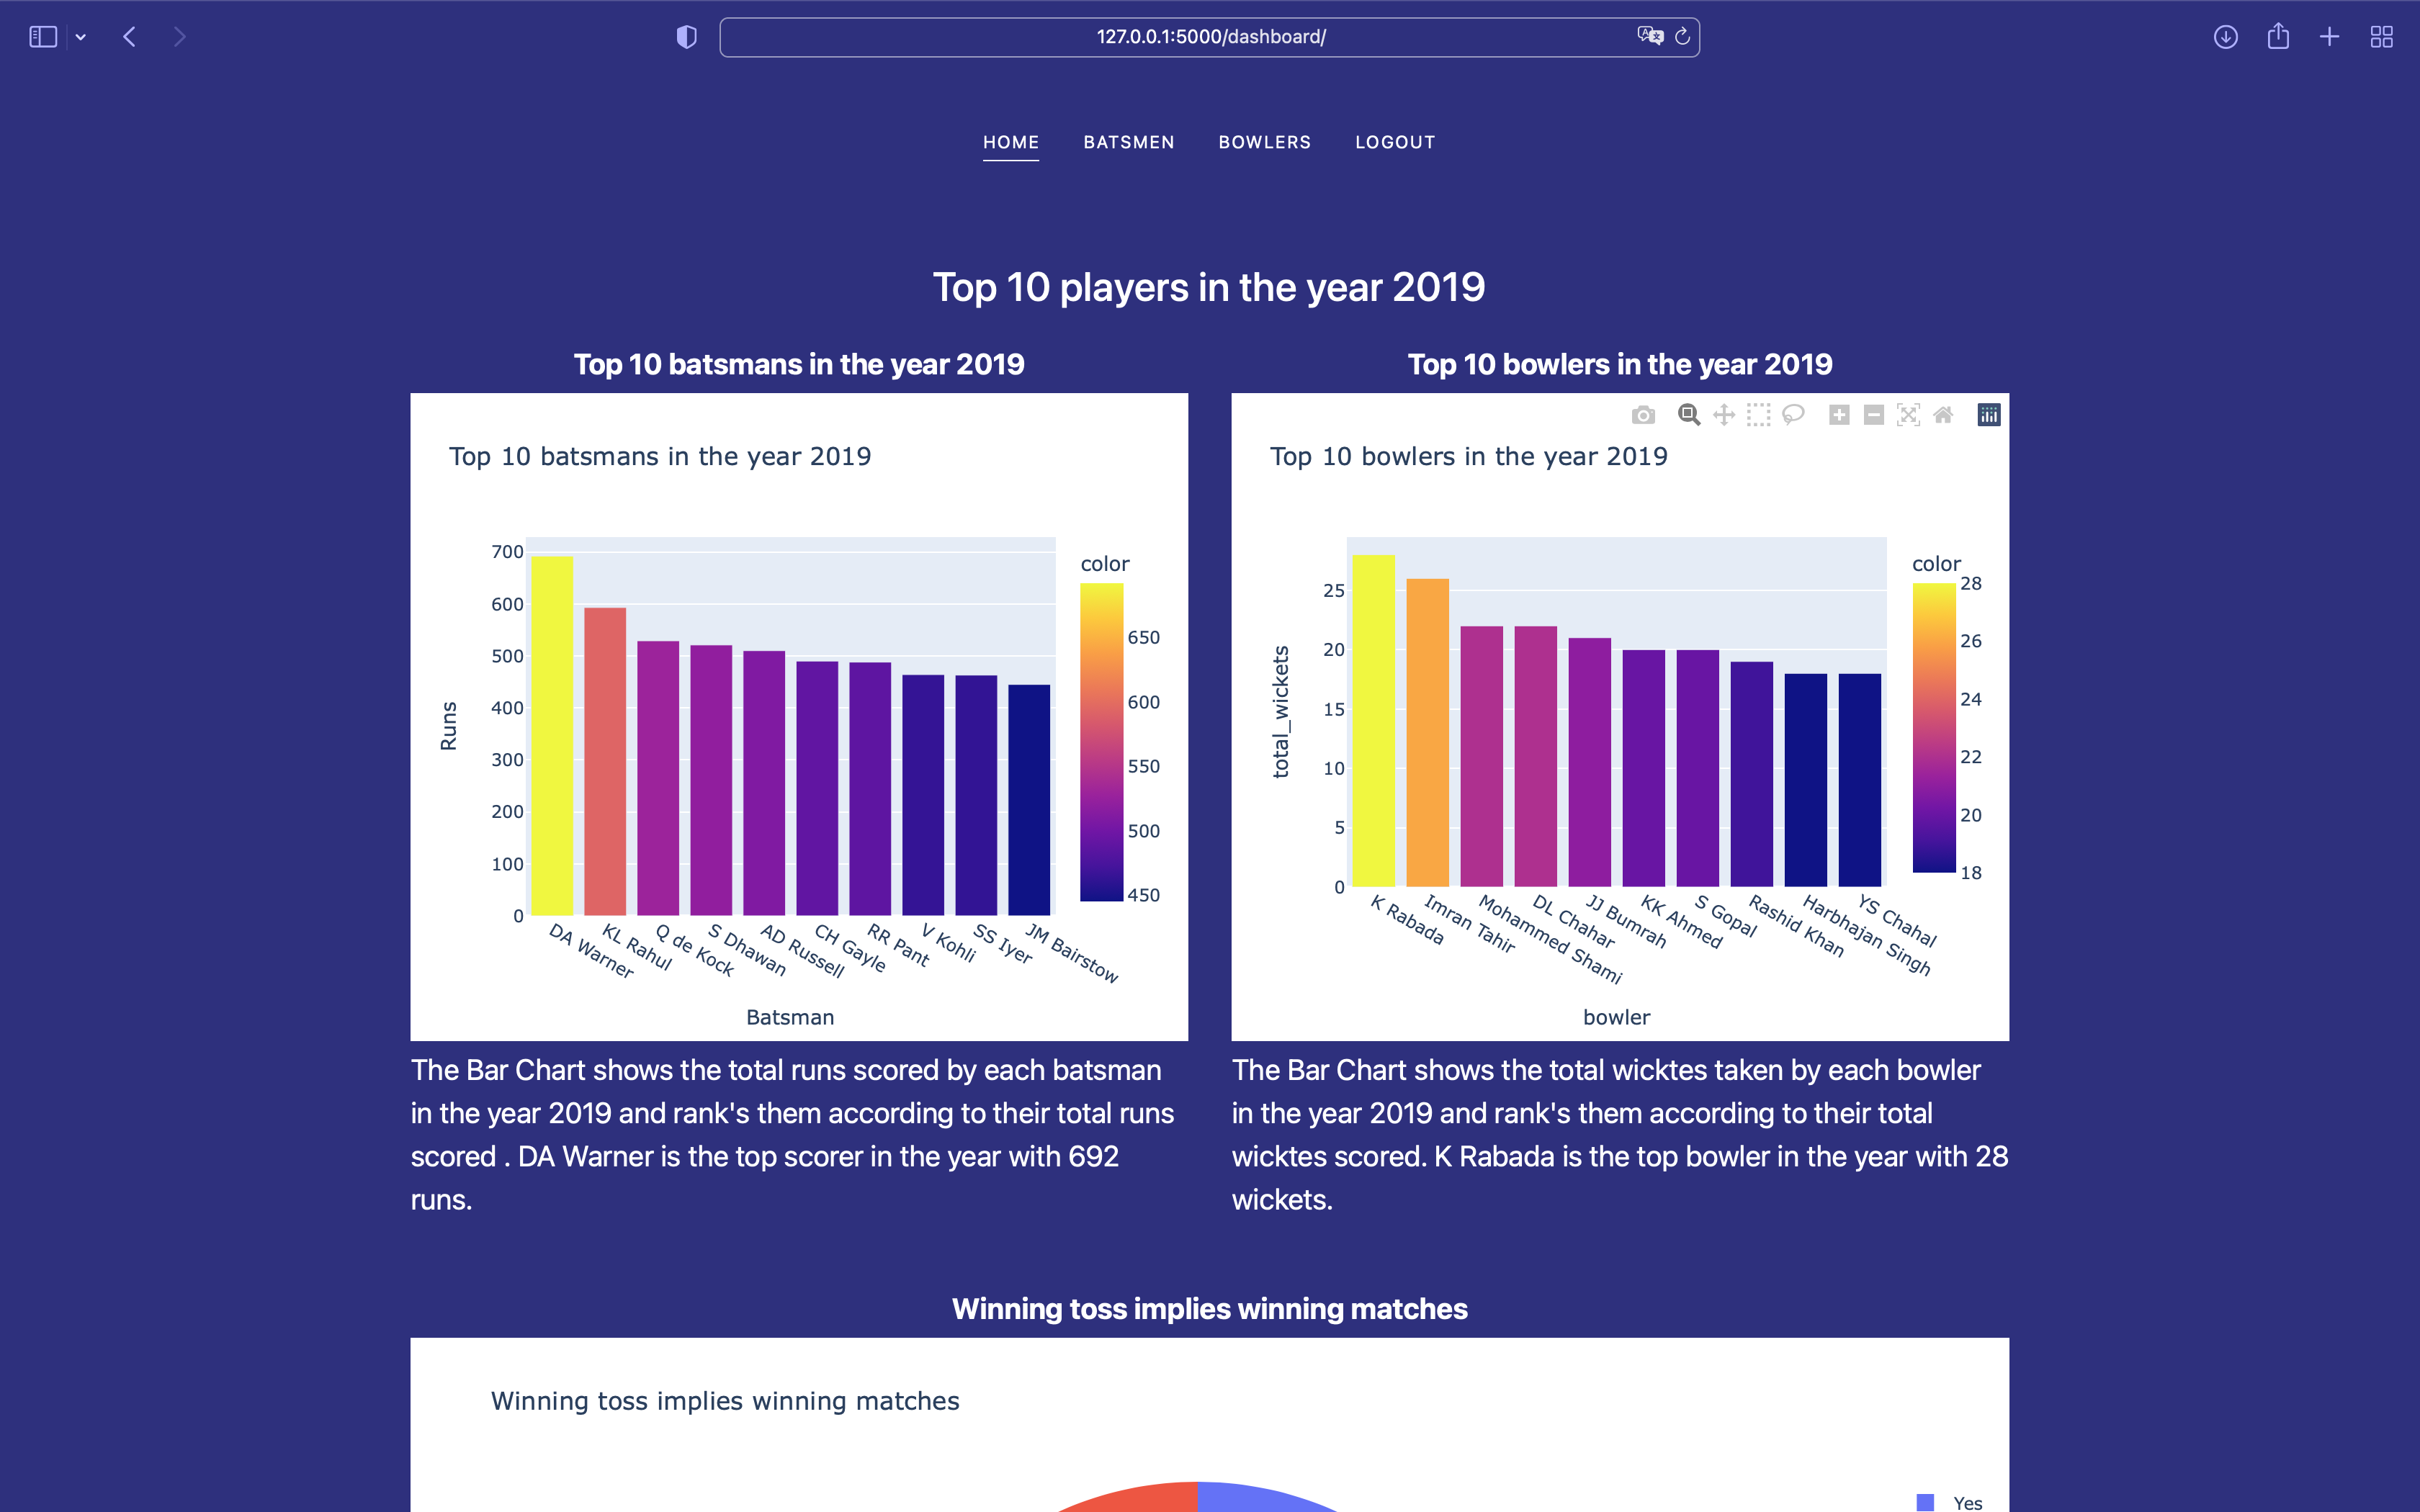 127.0.0.1:5000/dashboard/
HOME BATSMEN BOWLERS LOGOUT
Top 10 players in the year 2019
Top 10 batsmans in the year 2019
Top 10 batsmans in the year 2019
Runs
700
600
500
400
300
200
100
0
DA Warner
KL Rahul
Q de Kock
S Dhawan
AD Russell
CH Gayle
RR Pant
V Kohli
SS Iyer
JM Bairstow
Batsman
color
650
600
550
500
450
The Bar Chart shows the total runs scored by each batsman
in the year 2019 and rank's them according to their total runs
scored . DA Warner is the top scorer in the year with 692
runs.
Top 10 bowlers in the year 2019
Top 10 bowlers in the year 2019
total_wickets
25
20
15
10
5
0
K Rabada
Imran Tahir
Mohammed Shami
DL Chahar
JJ Bumrah
KK Ahmed
S Gopal
Rashid Khan
Harbhajan Singh
YS Chahal
bowler
color
28
26
24
22
20
18
The Bar Chart shows the total wicktes taken by each bowler
in the year 2019 and rank's them according to their total
wicktes scored. K Rabada is the top bowler in the year with 28
wickets.
Winning toss implies winning matches
Winning toss implies winning matches
Yes